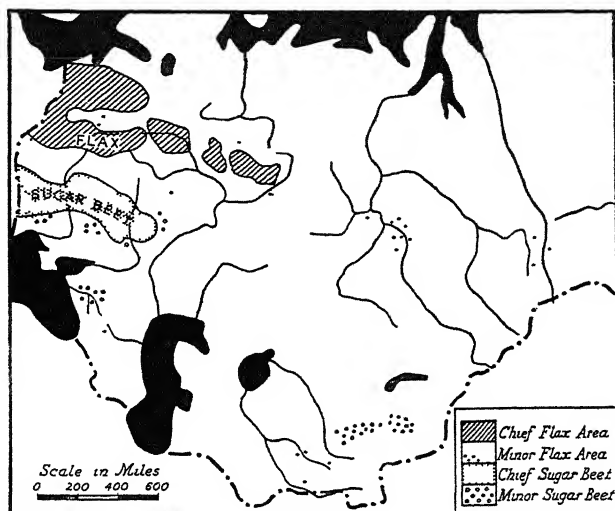 FLAX
SUGAR BEET
Scale in Miles
0 200 400 600
Chief Flax Area
Minor Flax Area
Chief Sugar Beet
Minor Sugar Beet